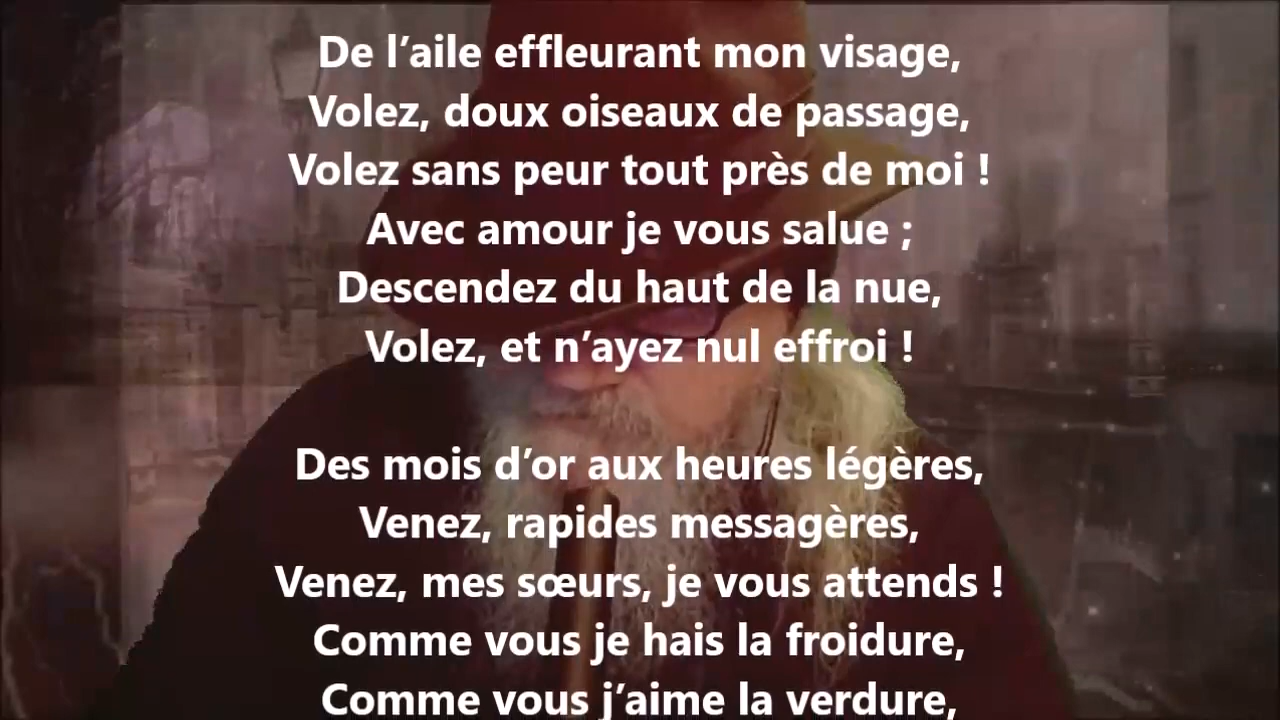 De l’aile effleurant mon visage,
Volez, doux oiseaux de passage,
Volez sans peur tout près de moi !
Avec amour je vous salue ;
Descendez du haut de la nue,
Volez, et n’ayez nul effroi !
Des mois d’or aux heures légères,
Venez, rapides messagères,
Venez, mes sœurs, je vous attends !
Comme vous je hais la froidure,
Comme vous j’aime la verdure,